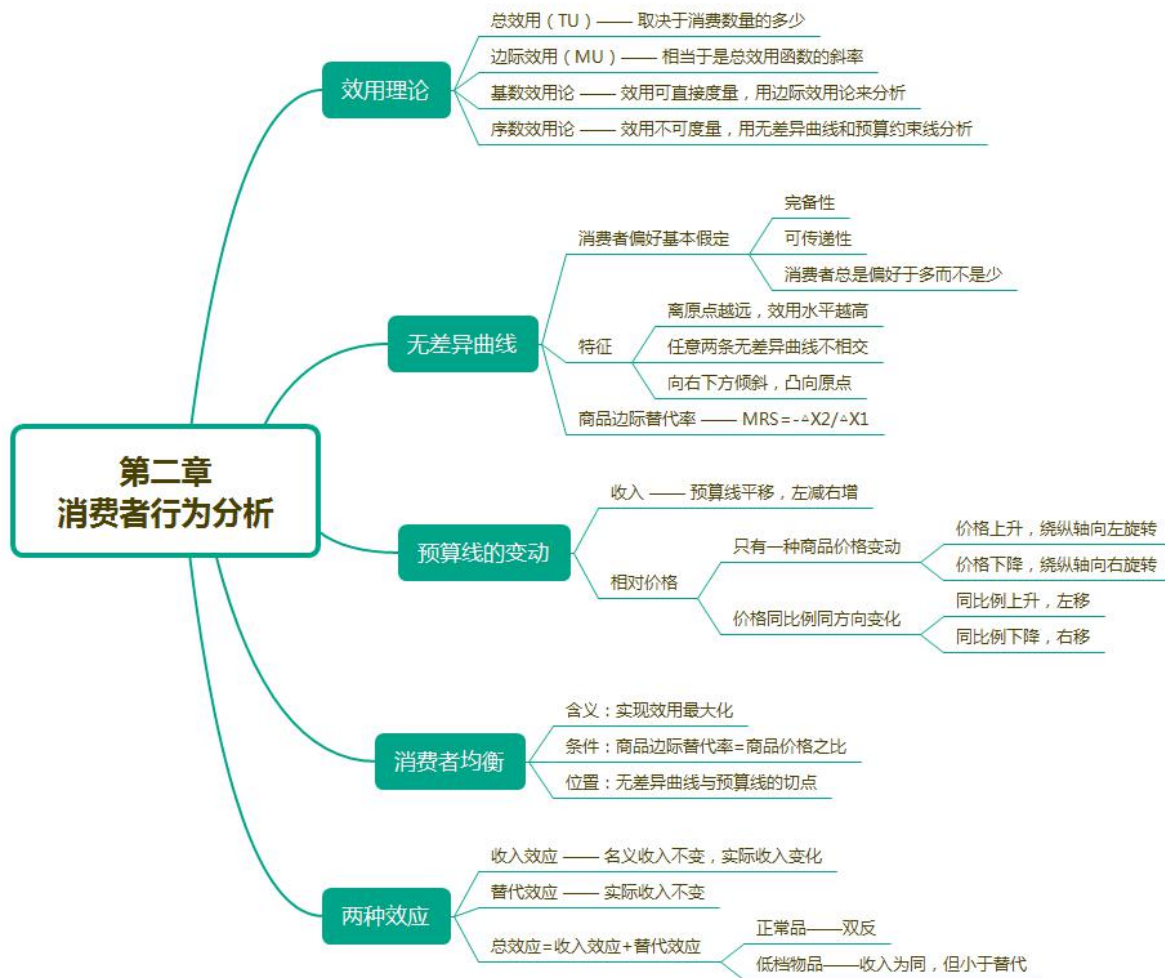 第二章
消费者行为分析
效用理论
总效用（TU）—— 取决于消费数量的多少
边际效用（MU）—— 相当于是总效用函数的斜率
基数效用论 —— 效用可直接度量，用边际效用论来分析
序数效用论 —— 效用不可度量，用无差异曲线和预算约束线分析
无差异曲线
消费者偏好基本假定
完备性
可传递性
消费者总是偏好于多而不是少
特征
离原点越远，效用水平越高
任意两条无差异曲线不相交
向右下方倾斜，凸向原点
商品边际替代率 —— MRS=-△X2/△X1
预算线的变动
收入 —— 预算线平移，左减右增
相对价格
只有一种商品价格变动
价格上升，绕纵轴向左旋转
价格下降，绕纵轴向右旋转
价格同比例同方向变化
同比例上升，左移
同比例下降，右移
消费者均衡
含义：实现效用最大化
条件：商品边际替代率=商品价格之比
位置：无差异曲线与预算线的切点
两种效应
收入效应 —— 名义收入不变，实际收入变化
替代效应 —— 实际收入不变
总效应=收入效应+替代效应
正常品——双反
低档物品——收入为同，但小于替代